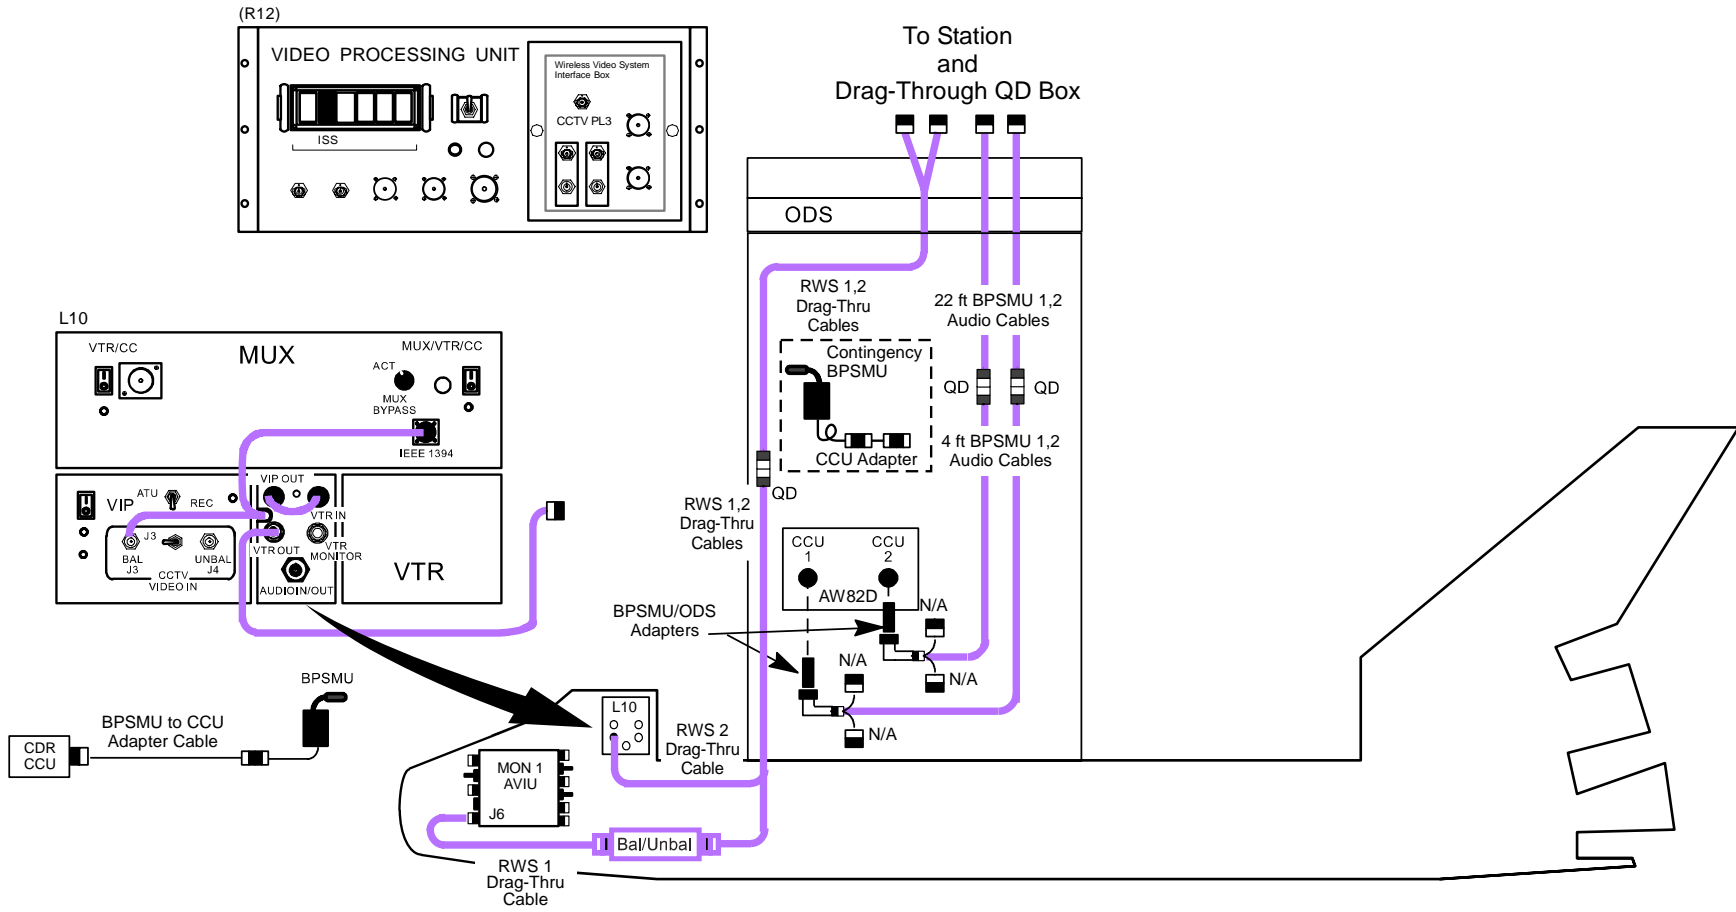 (R12)
VIDEO PROCESSING UNIT
ISS
Wireless Video System
Interface Box
CCTV PL3
To Station
and
Drag-Through QD Box
ODS
RWS 1,2
Drag-Thru
Cables
22 ft BPSMU 1,2
Audio Cables
Contingency
BPSMU
CCU Adapter
QD
QD
4 ft BPSMU 1,2
Audio Cables
QD
RWS 1,2
Drag-Thru
Cables
CCU
1
CCU
2
AW82D
BPSMU/ODS
Adapters
N/A
N/A
N/A
N/A
L10
VTR/CC
MUX
MUX/VTR/CC
ACT
MUX
BYPASS
IEEE 1394
VIP
ATU
REC
J3
BAL
J3
UNBAL
J4
CCTV
VIDEO IN
VIP OUT
VTR IN
VTR OUT
VTR
MONITOR
AUDIO IN/OUT
VTR
BPSMU
BPSMU to CCU
Adapter Cable
CDR
CCU
L10
RWS 2
Drag-Thru
Cable
MON 1
AVIU
J6
Bal/Unbal
RWS 1
Drag-Thru
Cable